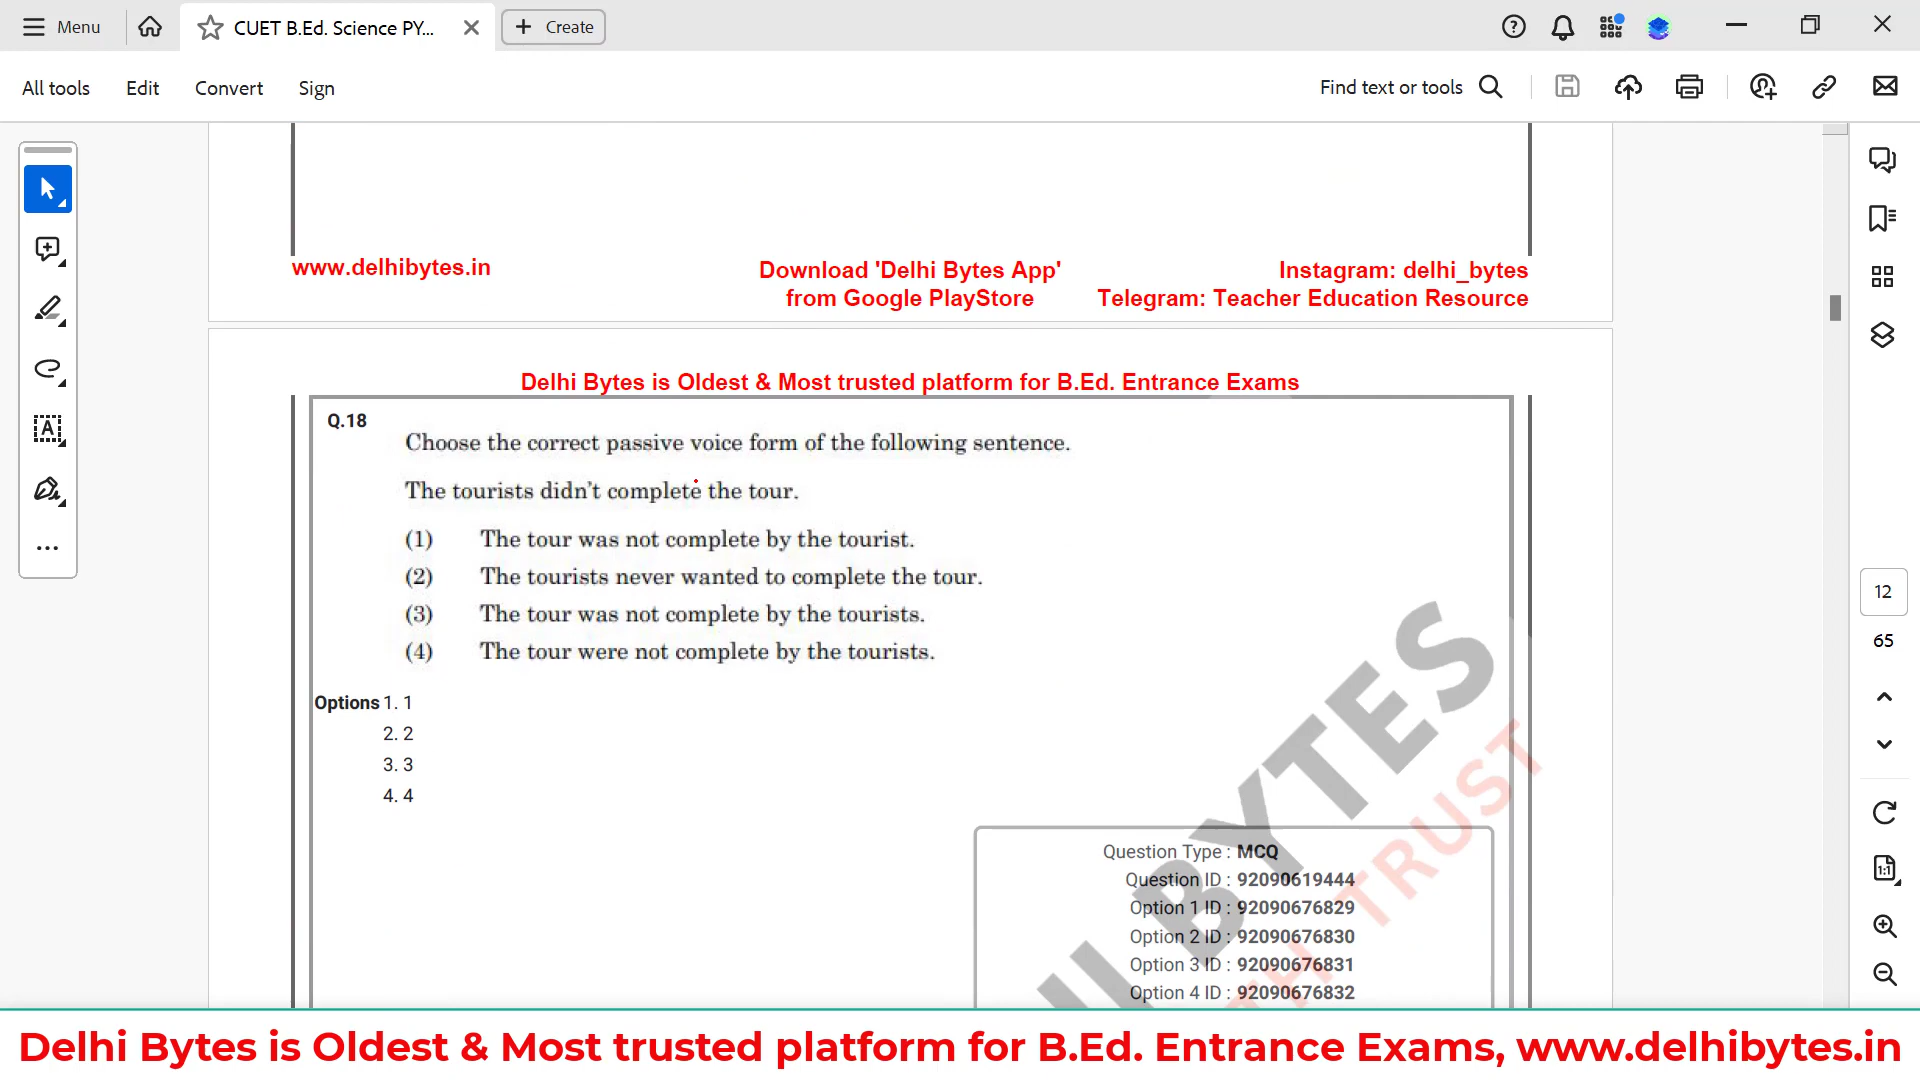 Menu
CUET B.Ed. Science PY...
Create
All tools
Edit
Convert
Sign
Find text or tools
www.delhibytes.in
Download 'Delhi Bytes App'
from Google PlayStore
Instagram: delhi_bytes
Telegram: Teacher Education Resource
Delhi Bytes is Oldest & Most trusted platform for B.Ed. Entrance Exams
Q.18
Choose the correct passive voice form of the following sentence.
The tourists didn't complete the tour.
(1) The tour was not complete by the tourist.
(2) The tourists never wanted to complete the tour.
(3) The tour was not complete by the tourists.
(4) The tour were not complete by the tourists.
Options 1. 1
2. 2
3. 3
4. 4
Question Type : MCQ
Question ID : 92090619444
Option 1 ID : 92090676829
Option 2 ID : 92090676830
Option 3 ID : 92090676831
Option 4 ID : 92090676832
BYTES
TRUST
12
65
1:1
Delhi Bytes is Oldest & Most trusted platform for B.Ed. Entrance Exams, www.delhibytes.in